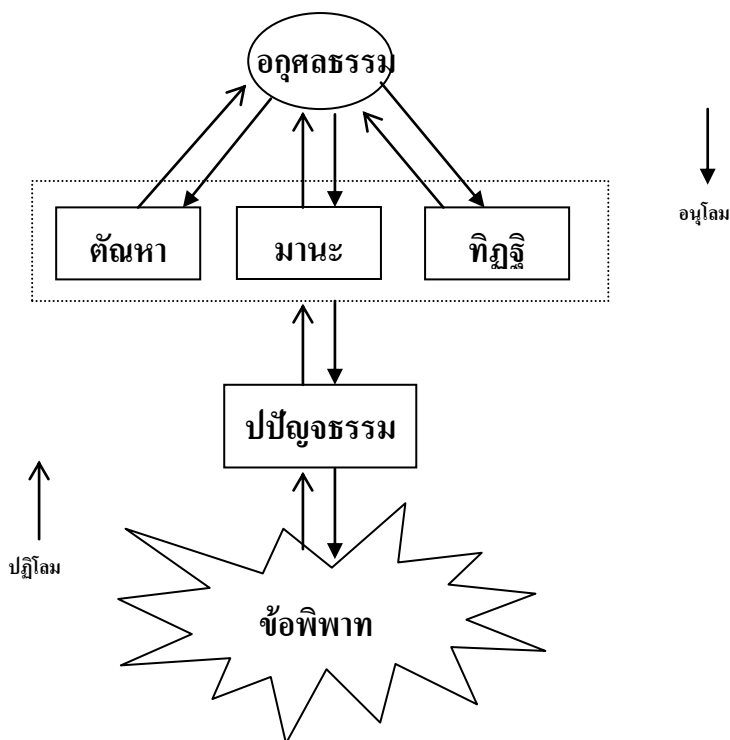 อกุศลธรรม
อนุโลม
ตัณหา
มานะ
ทิฏฐิ
ปปัญจธรรม
ปฏิโลม
ข้อพิพาท